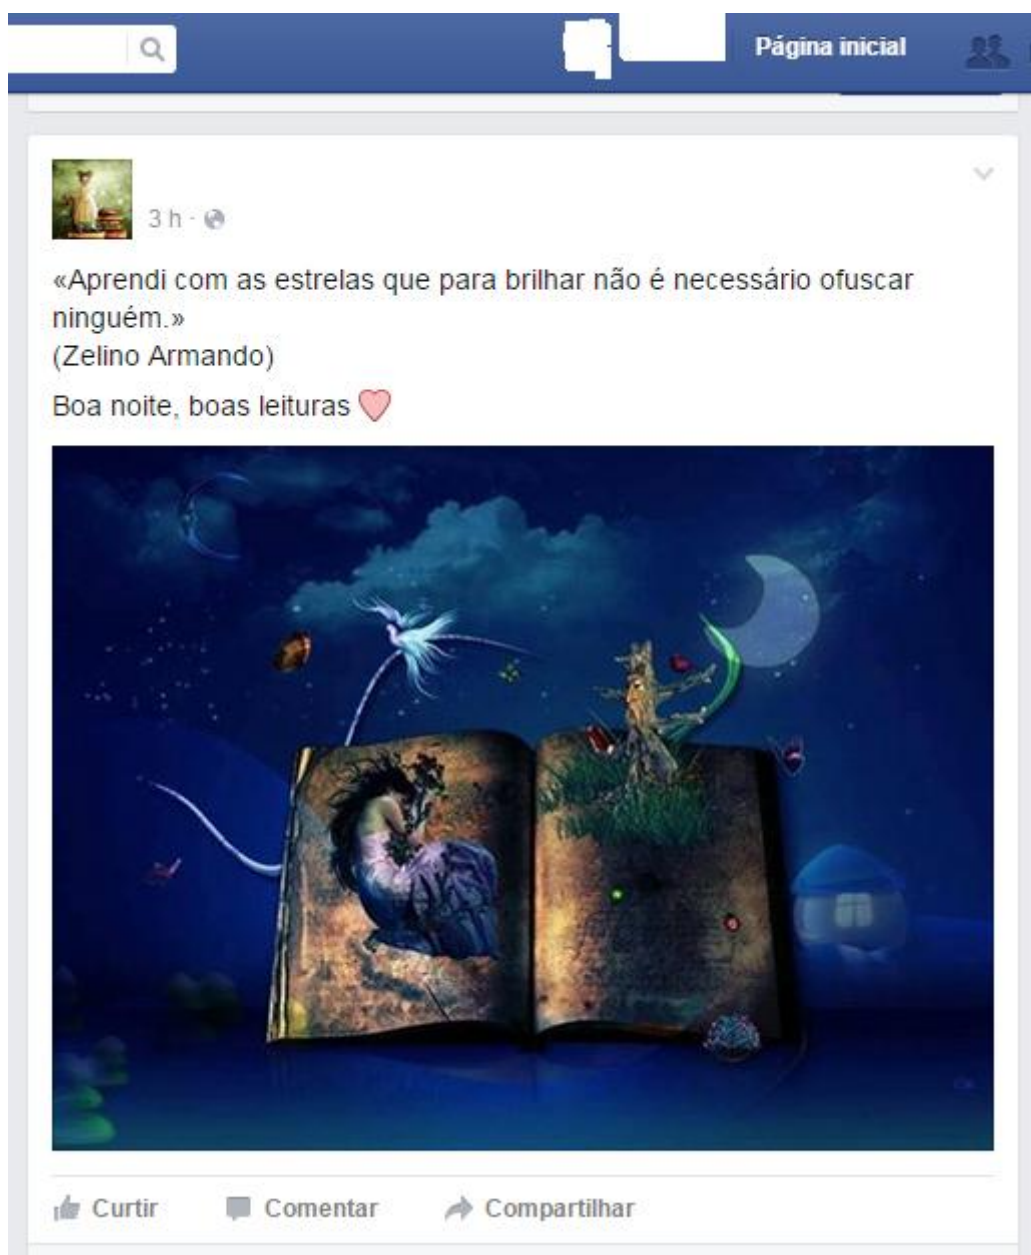 Página inicial
3 h ·
«Aprendi com as estrelas que para brilhar não é necessário ofuscar
ninguém.»
(Zelino Armando)
Boa noite, boas leituras
Curtir Comentar Compartilhar